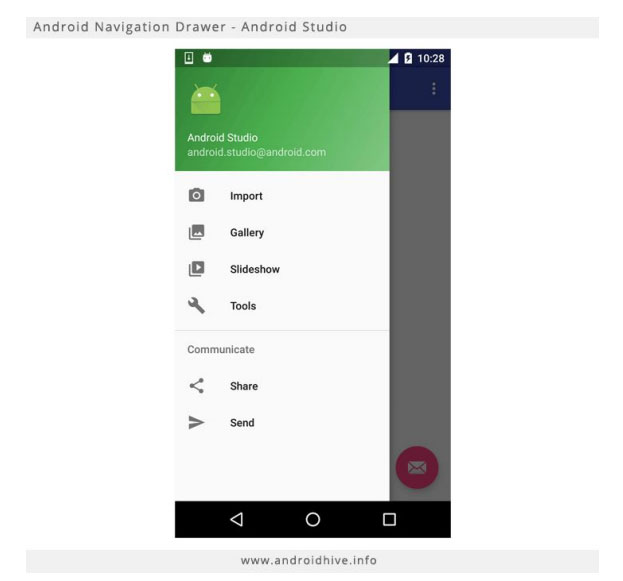 Android Navigation Drawer - Android Studio
10:28
Android Studio
android.studio@android.com
Import
Gallery
Slideshow
Tools
Communicate
Share
Send
www.androidhive.info